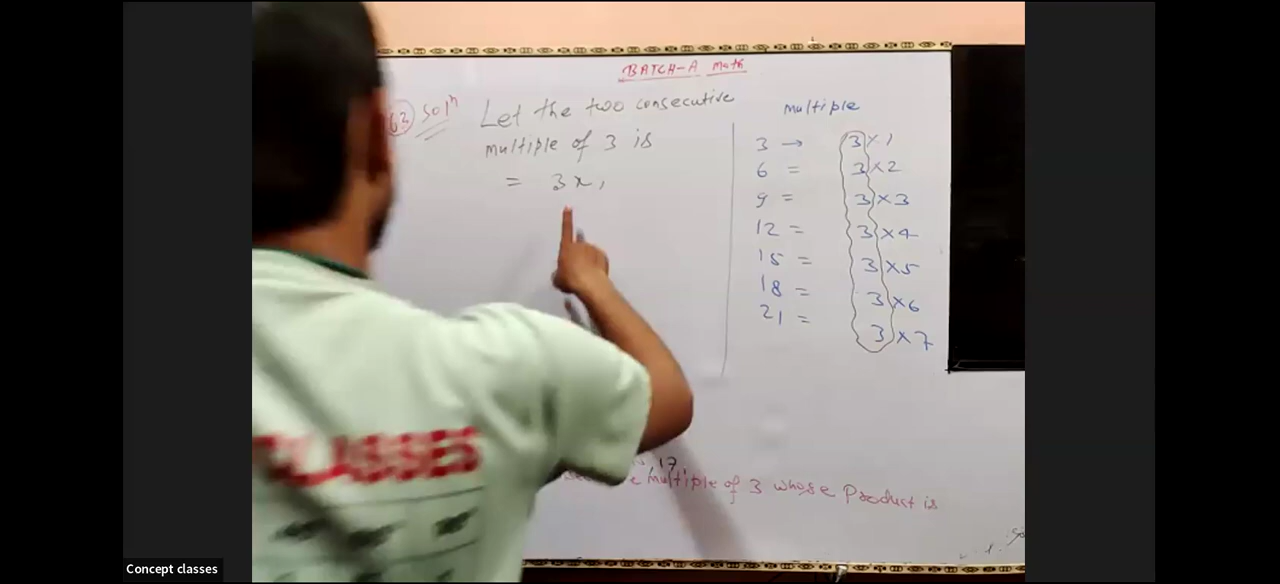 BATCH-A Math
63 Solⁿ Let the two consecutive
multiple of 3 is
= 3x,
multiple
3 → 3×1
6 = 3×2
9 = 3×3
12 = 3×4
15 = 3×5
18 = 3×6
21 = 3×7
17
multiple of 3 whose Product is
CLASSES
Concept classes